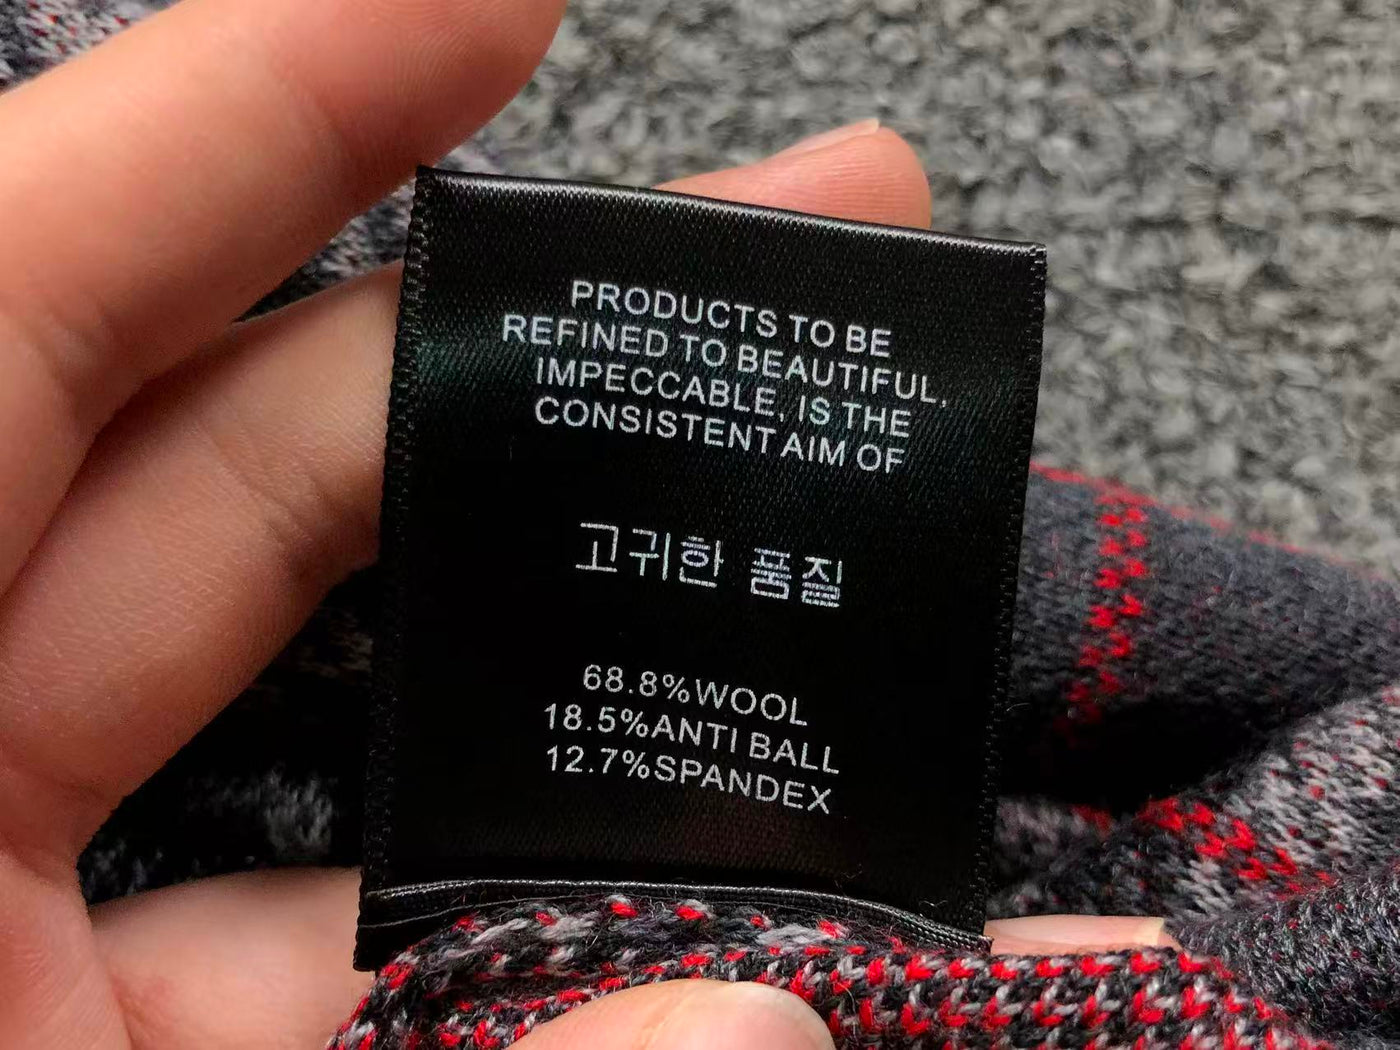 PRODUCTS TO BE
REFINED TO BEAUTIFUL,
IMPECCABLE, IS THE
CONSISTENT AIM OF
고귀한 품질
68.8%WOOL
18.5%ANTI BALL
12.7%SPANDEX